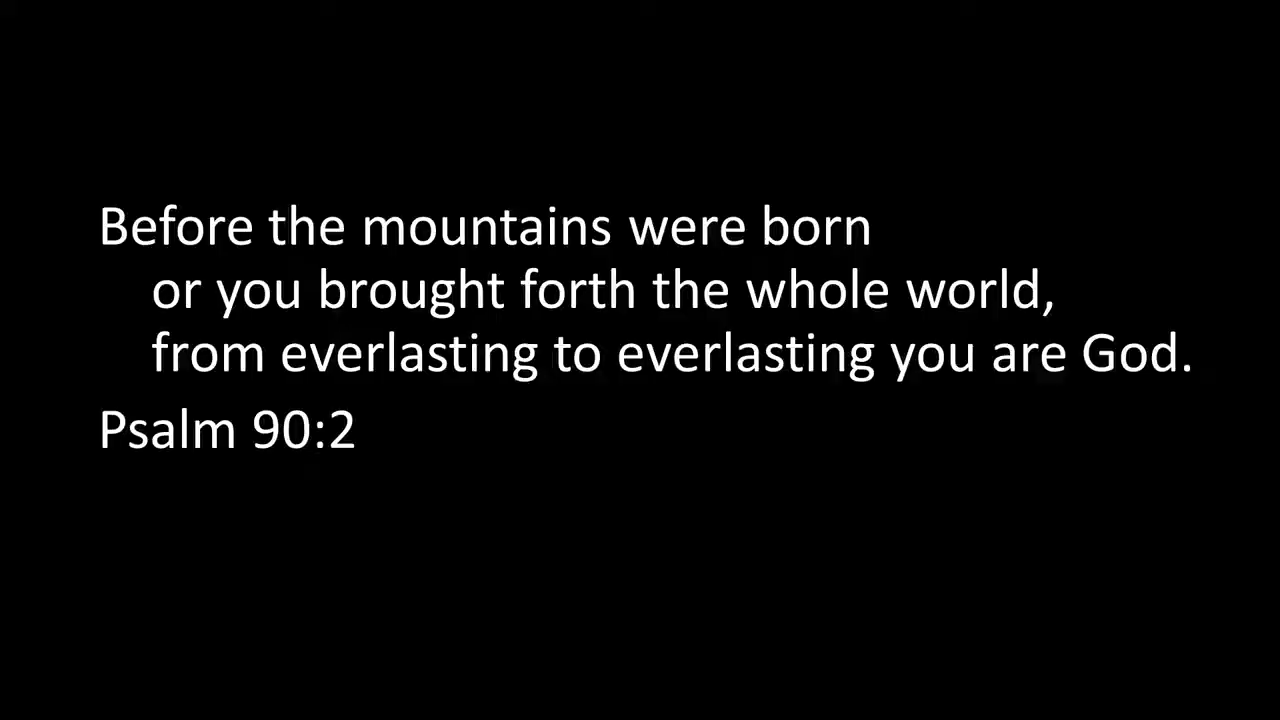 Before the mountains were born
or you brought forth the whole world,
from everlasting to everlasting you are God.
Psalm 90:2